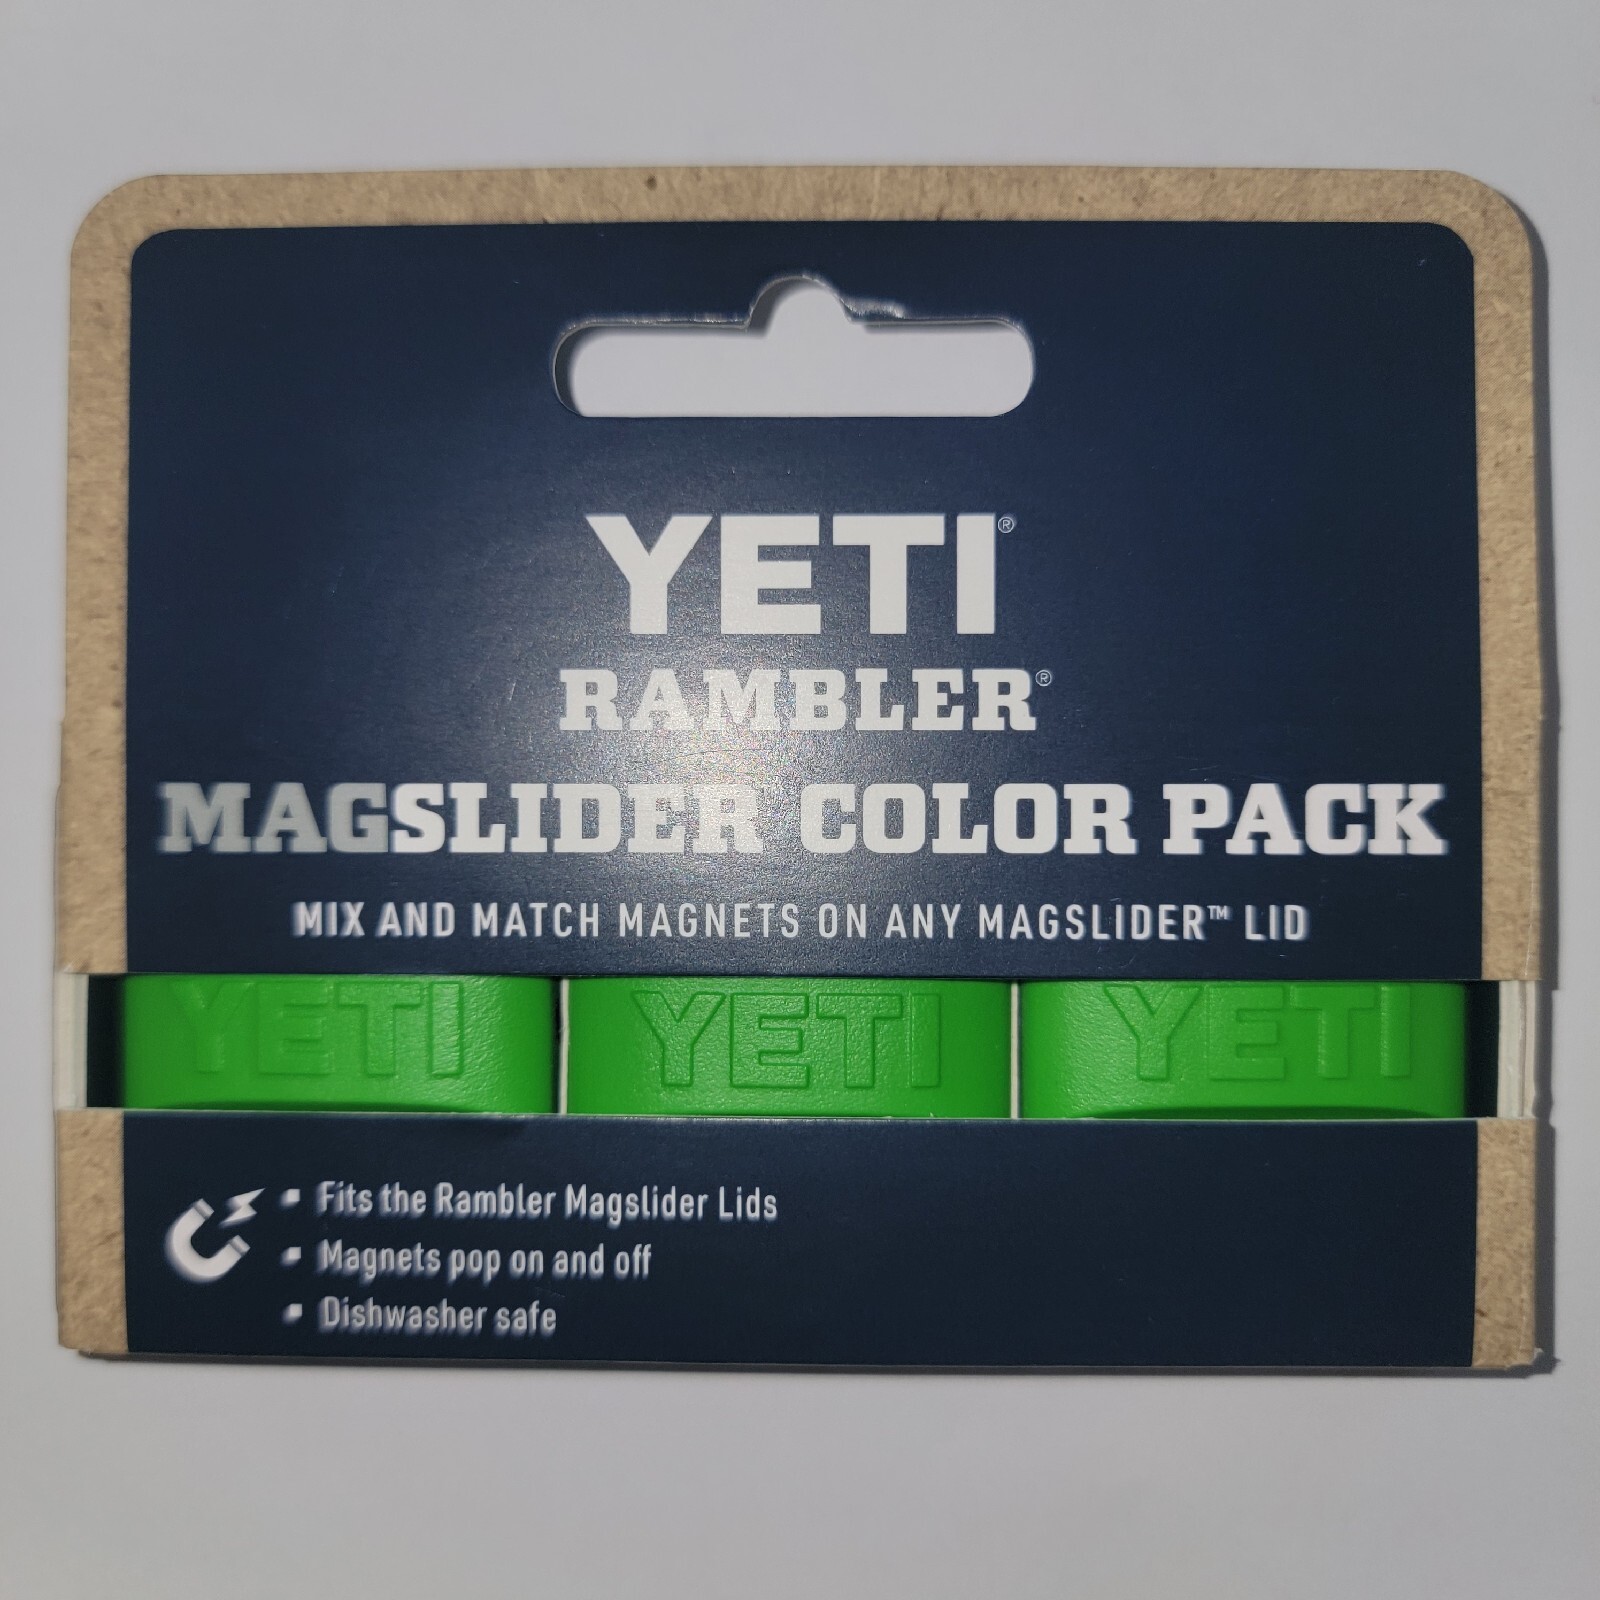 YETI®
RAMBLER®
MAGSLIDER COLOR PACK
MIX AND MATCH MAGNETS ON ANY MAGSLIDER™ LID
YETI YETI YETI
▪ Fits the Rambler Magslider Lids
▪ Magnets pop on and off
▪ Dishwasher safe